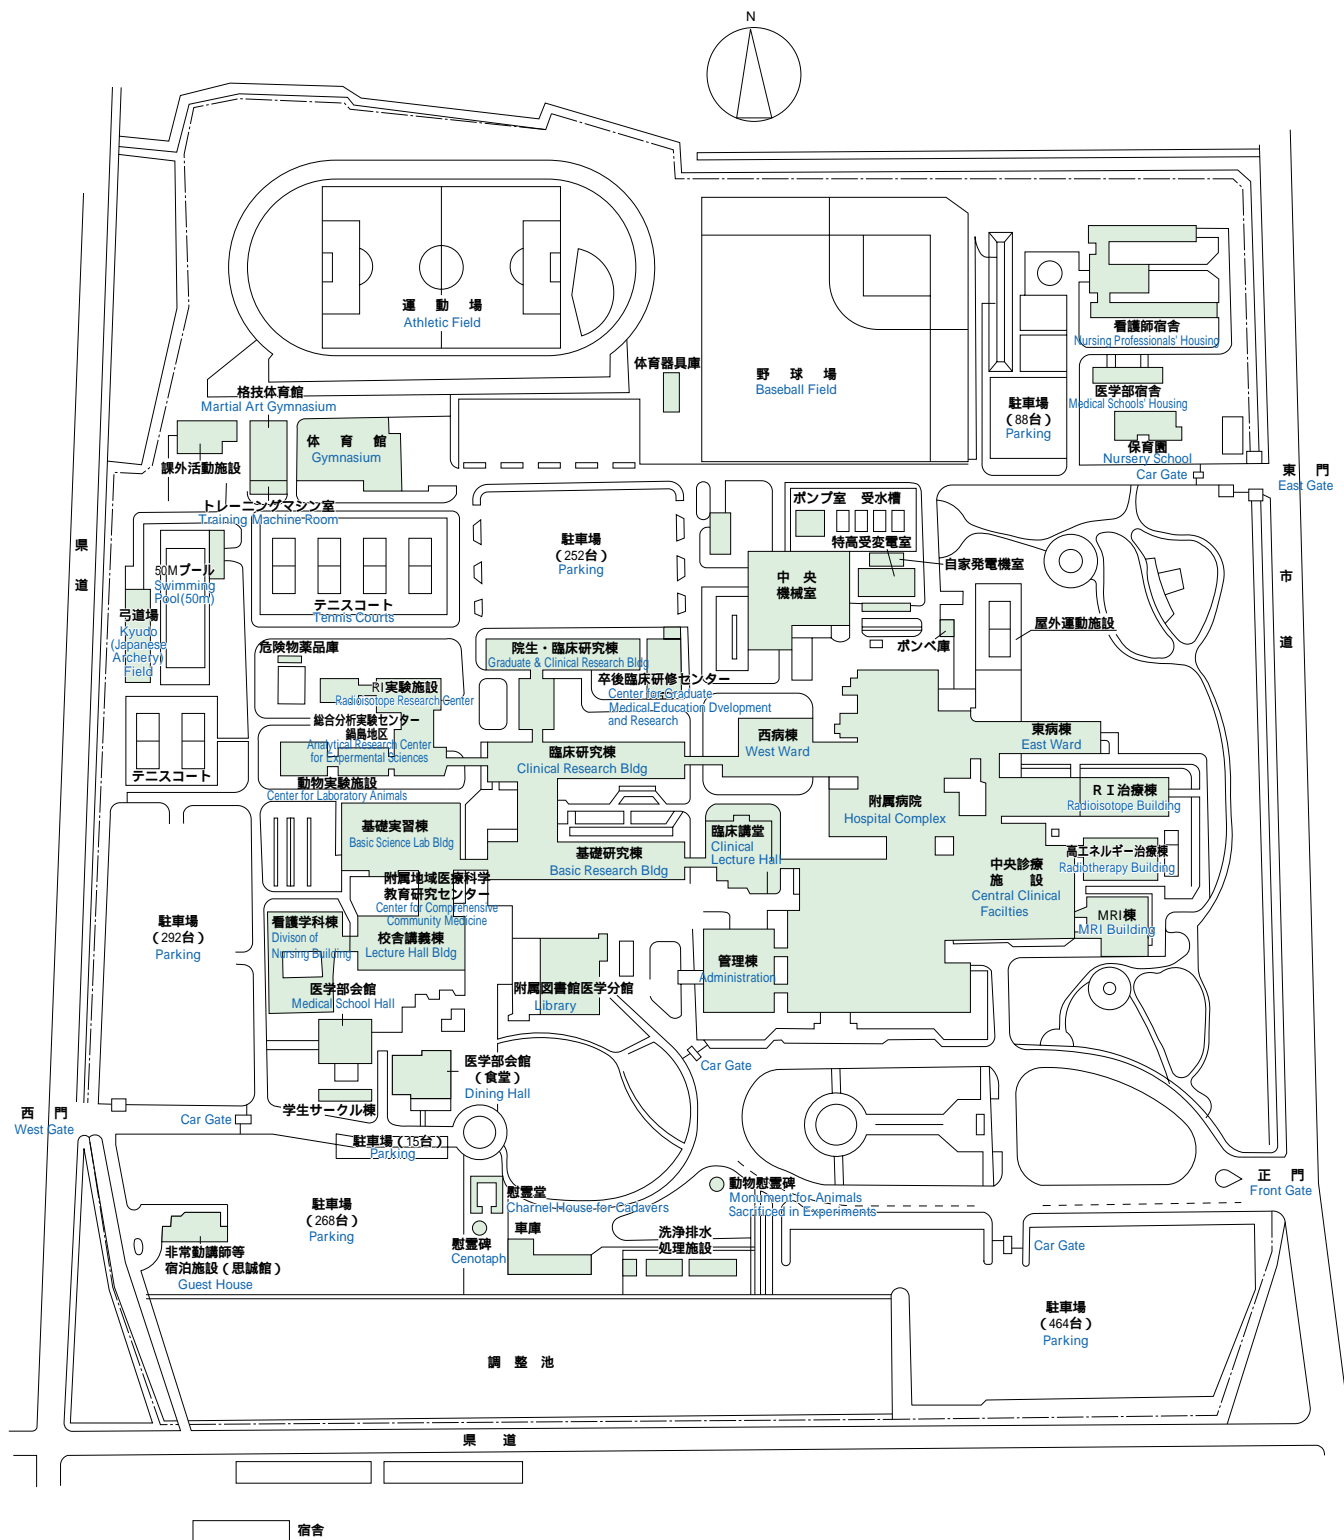 N
運動場
Athletic Field
体育器具庫
野球場
Baseball Field
看護師宿舎
Nursing Professionals' Housing
医学部宿舎
Medical Schools' Housing
駐車場
(88台)
Parking
保育園
Nursery School
Car Gate
東門
East Gate
格技体育館
Martial Art Gymnasium
体育館
Gymnasium
課外活動施設
トレーニングマシン室
Training Machine Room
県道
50Mプール
Swimming
Pool(50m)
弓道場
Kyudo
(Japanese
Archery)
Field
テニスコート
Tennis Courts
駐車場
(252台)
Parking
ポンプ室
受水槽
特高受変電室
自家発電機室
中央
機械室
ボンベ庫
屋外運動施設
市道
危険物薬品庫
院生・臨床研究棟
Graduate & Clinical Research Bldg
卒後臨床研修センター
Center for Graduate
Medical Education Dvelopment
and Research
RI実験施設
Radioisotope Research Center
総合分析実験センター
鍋島地区
Analytical Research Center
for Expermental Sciences
テニスコート
動物実験施設
Center for Laboratory Animals
臨床研究棟
Clinical Research Bldg
西病棟
West Ward
東病棟
East Ward
RI治療棟
Radioisotope Building
附属病院
Hospital Complex
基礎実習棟
Basic Science Lab Bldg
基礎研究棟
Basic Research Bldg
臨床講堂
Clinical
Lecture Hall
高エネルギー治療棟
Radiotherapy Building
中央診療
施設
Central Clinical
Facilties
附属地域医療科学
教育研究センター
Center for Comprehensive
Community Medicine
MRI棟
MRI Building
駐車場
(292台)
Parking
看護学科棟
Divison of
Nursing Building
校舎講義棟
Lecture Hall Bldg
管理棟
Administration
医学部会館
Medical School Hall
附属図書館医学分館
Library
医学部会館
(食堂)
Dining Hall
Car Gate
学生サークル棟
西門
West Gate
Car Gate
駐車場(15台)
Parking
正門
Front Gate
動物慰霊碑
Monument for Animals
Sacrificed in Experiments
慰霊堂
Charnel House for Cadavers
駐車場
(268台)
Parking
慰霊碑
Cenotaph
車庫
洗浄排水
処理施設
Car Gate
非常勤講師等
宿泊施設(思誠館)
Guest House
駐車場
(464台)
Parking
調整池
県道
宿舎